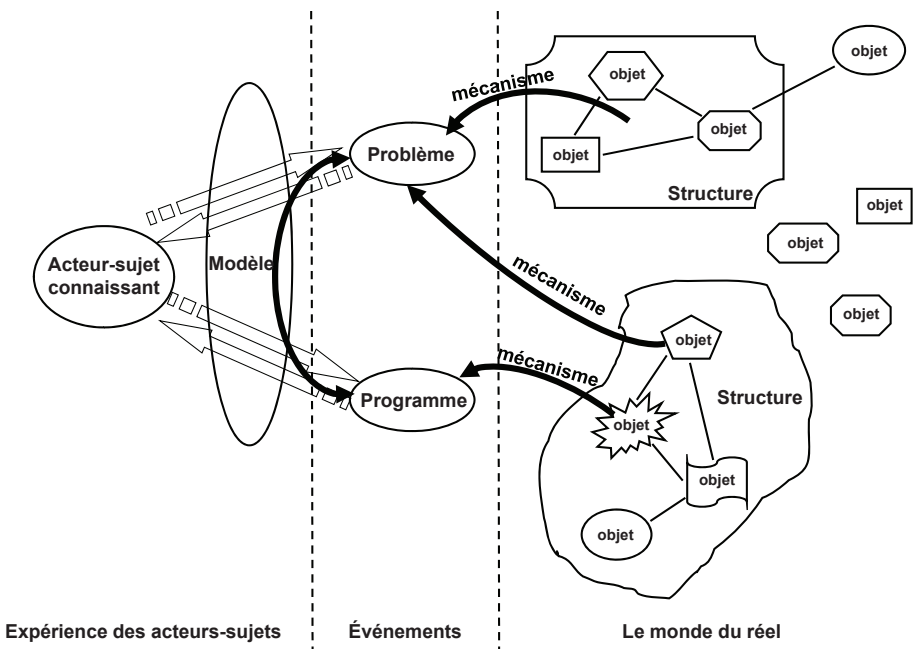 objet
mécanisme
objet
objet
Problème
objet
Structure
objet
objet
Acteur-sujet
connaissant
Modèle
mécanisme
objet
objet
mécanisme
Programme
Structure
objet
objet
objet
Expérience des acteurs-sujets
Événements
Le monde du réel